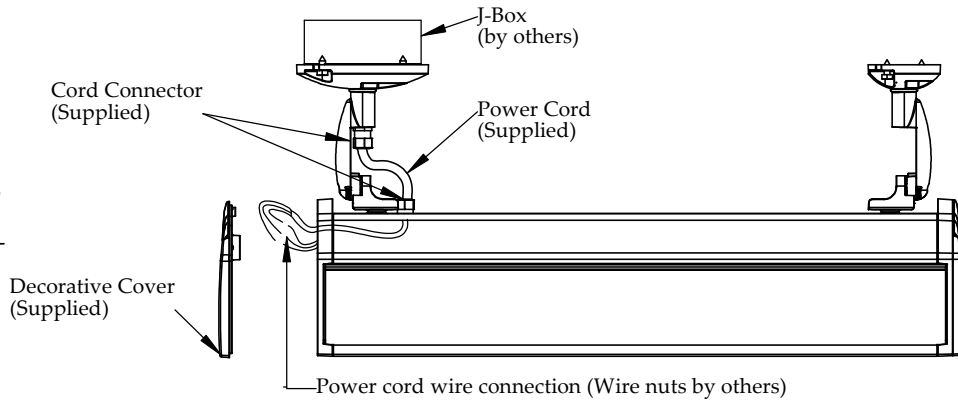 J-Box
(by others)
Cord Connector
(Supplied)
Power Cord
(Supplied)
Decorative Cover
(Supplied)
Power cord wire connection (Wire nuts by others)